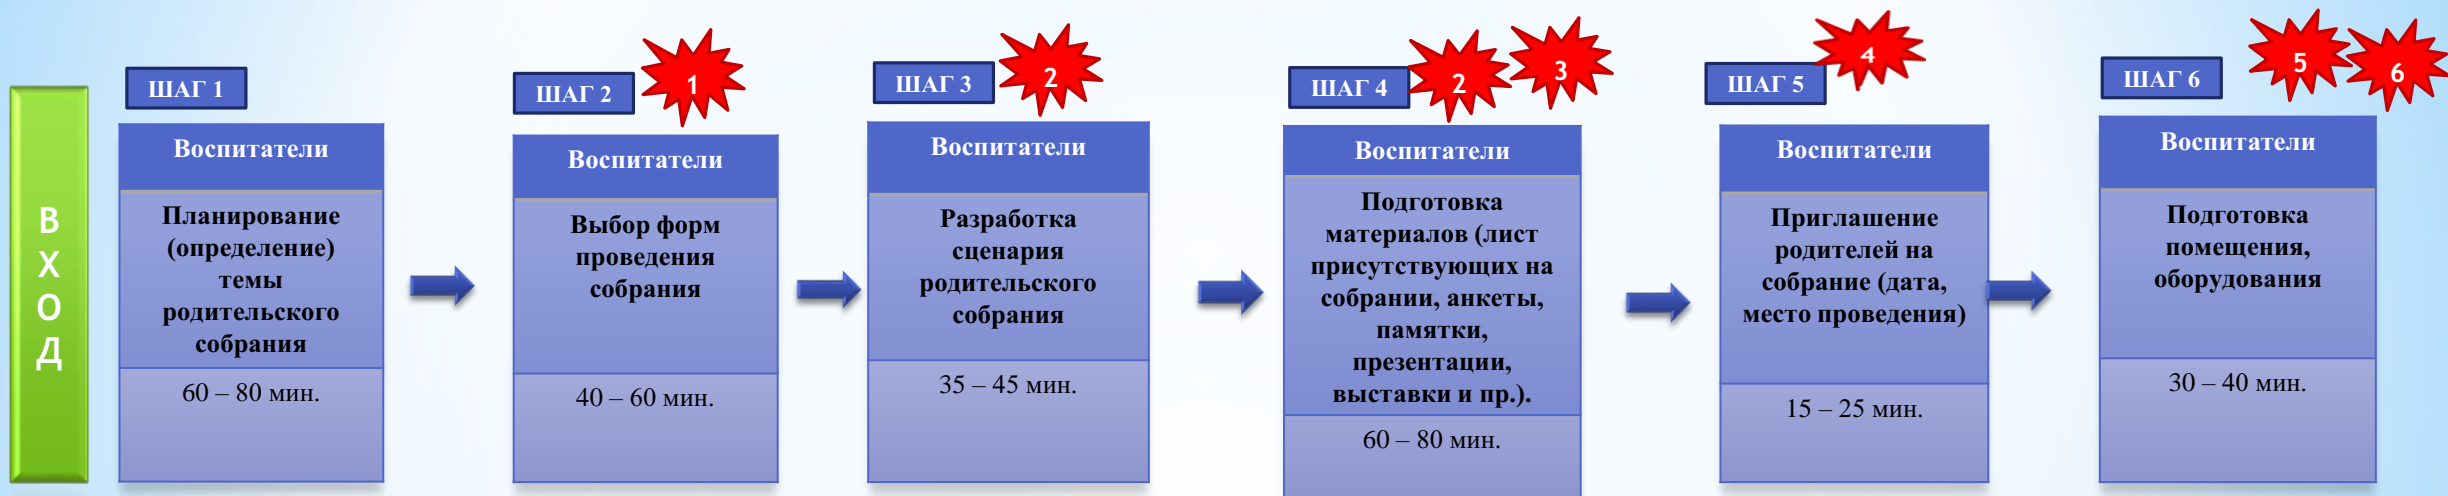 ВХОД
ШАГ 1
Воспитатели
Планирование
(определение)
темы
родительского
собрания
60 – 80 мин.
ШАГ 2
1
Воспитатели
Выбор форм
проведения
собрания
40 – 60 мин.
ШАГ 3
2
Воспитатели
Разработка
сценария
родительского
собрания
35 – 45 мин.
ШАГ 4
2
3
Воспитатели
Подготовка
материалов (лист
присутствующих на
собрании, анкеты,
памятки,
презентации,
выставки и пр.).
60 – 80 мин.
ШАГ 5
4
Воспитатели
Приглашение
родителей на
собрание (дата,
место проведения)
15 – 25 мин.
ШАГ 6
5
6
Воспитатели
Подготовка
помещения,
оборудования
30 – 40 мин.